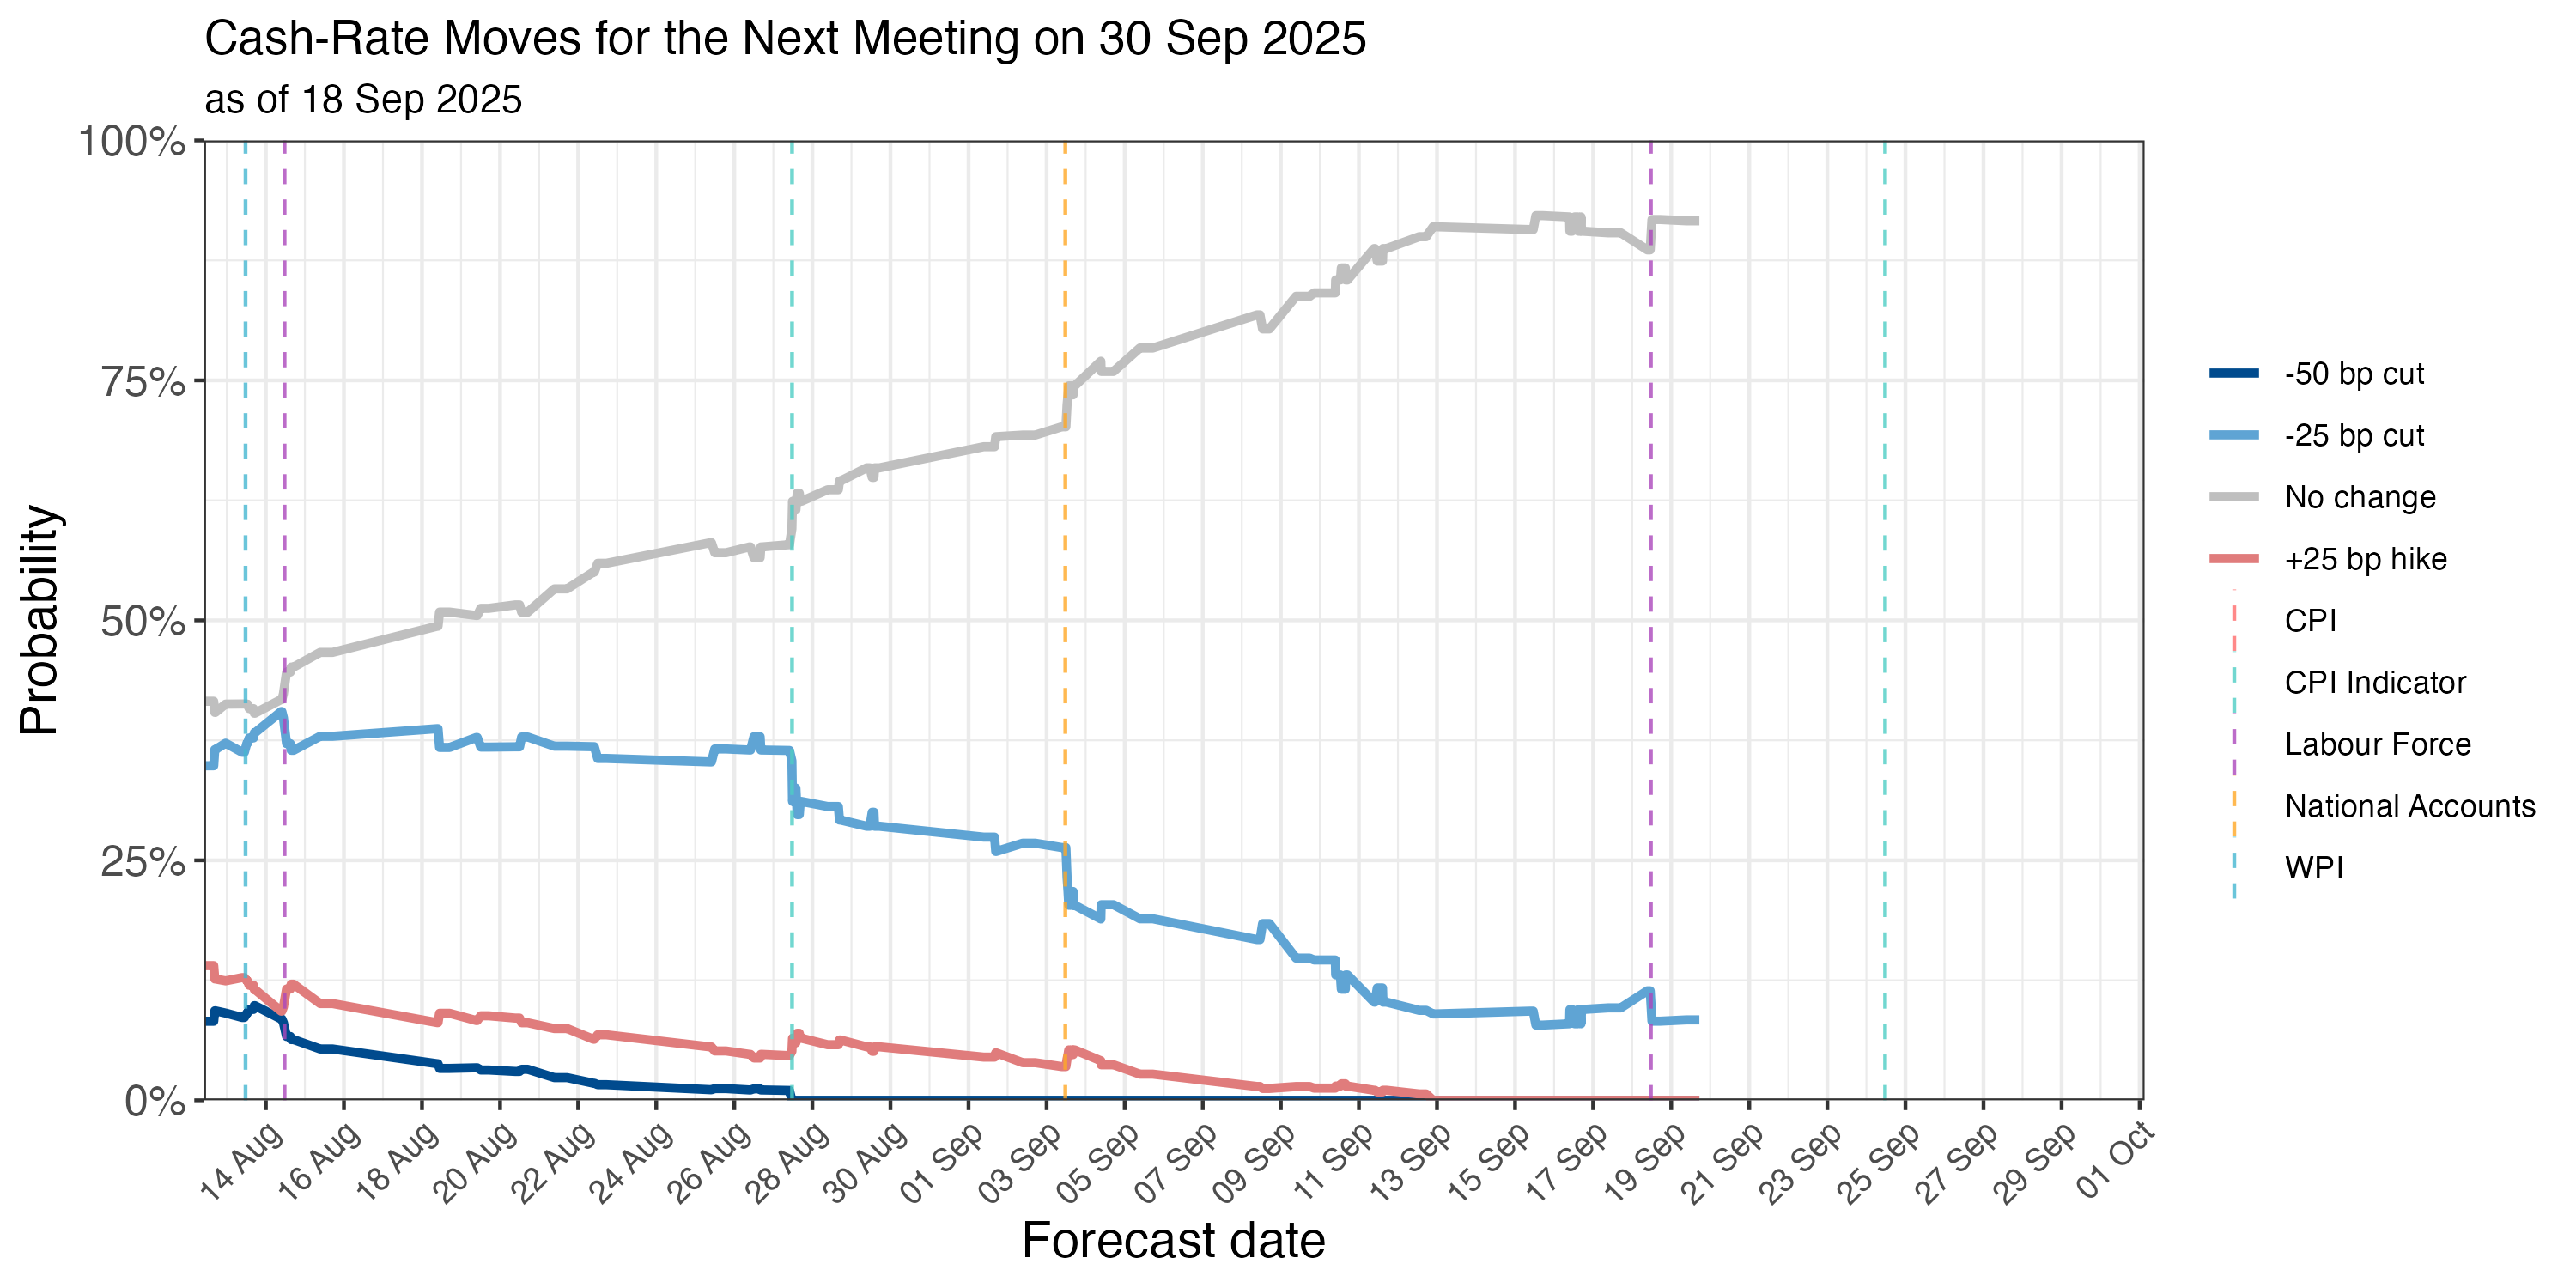 Cash-Rate Moves for the Next Meeting on 30 Sep 2025
as of 18 Sep 2025
Probability
100%
75%
50%
25%
0%
14 Aug
16 Aug
18 Aug
20 Aug
22 Aug
24 Aug
26 Aug
28 Aug
30 Aug
01 Sep
03 Sep
05 Sep
07 Sep
09 Sep
11 Sep
13 Sep
15 Sep
17 Sep
19 Sep
21 Sep
23 Sep
25 Sep
27 Sep
29 Sep
01 Oct
Forecast date
-50 bp cut
-25 bp cut
No change
+25 bp hike
CPI
CPI Indicator
Labour Force
National Accounts
WPI